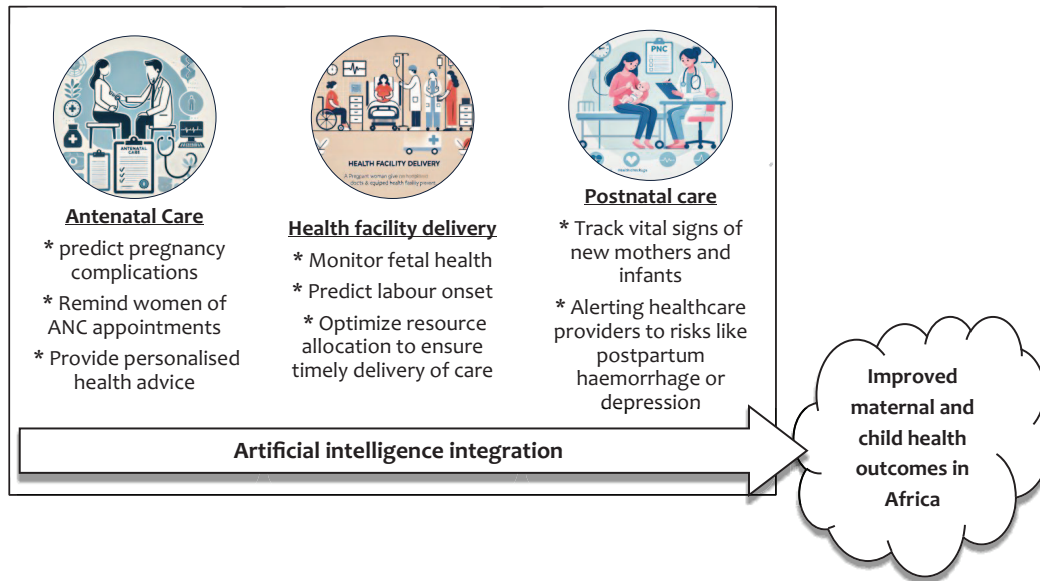 ANTENATAL
CARE
Antenatal Care
* predict pregnancy
complications
* Remind women of
ANC appointments
* Provide personalised
health advice
HEALTH FACILITY DELIVERY
A Pregnant woman give
Health facility delivery
* Monitor fetal health
* Predict labour onset
* Optimize resource
allocation to ensure
timely delivery of care
PNC
Postnatal care
* Track vital signs of
new mothers and
infants
* Alerting healthcare
providers to risks like
postpartum
haemorrhage or
depression
Artificial intelligence integration
Improved
maternal and
child health
outcomes in
Africa